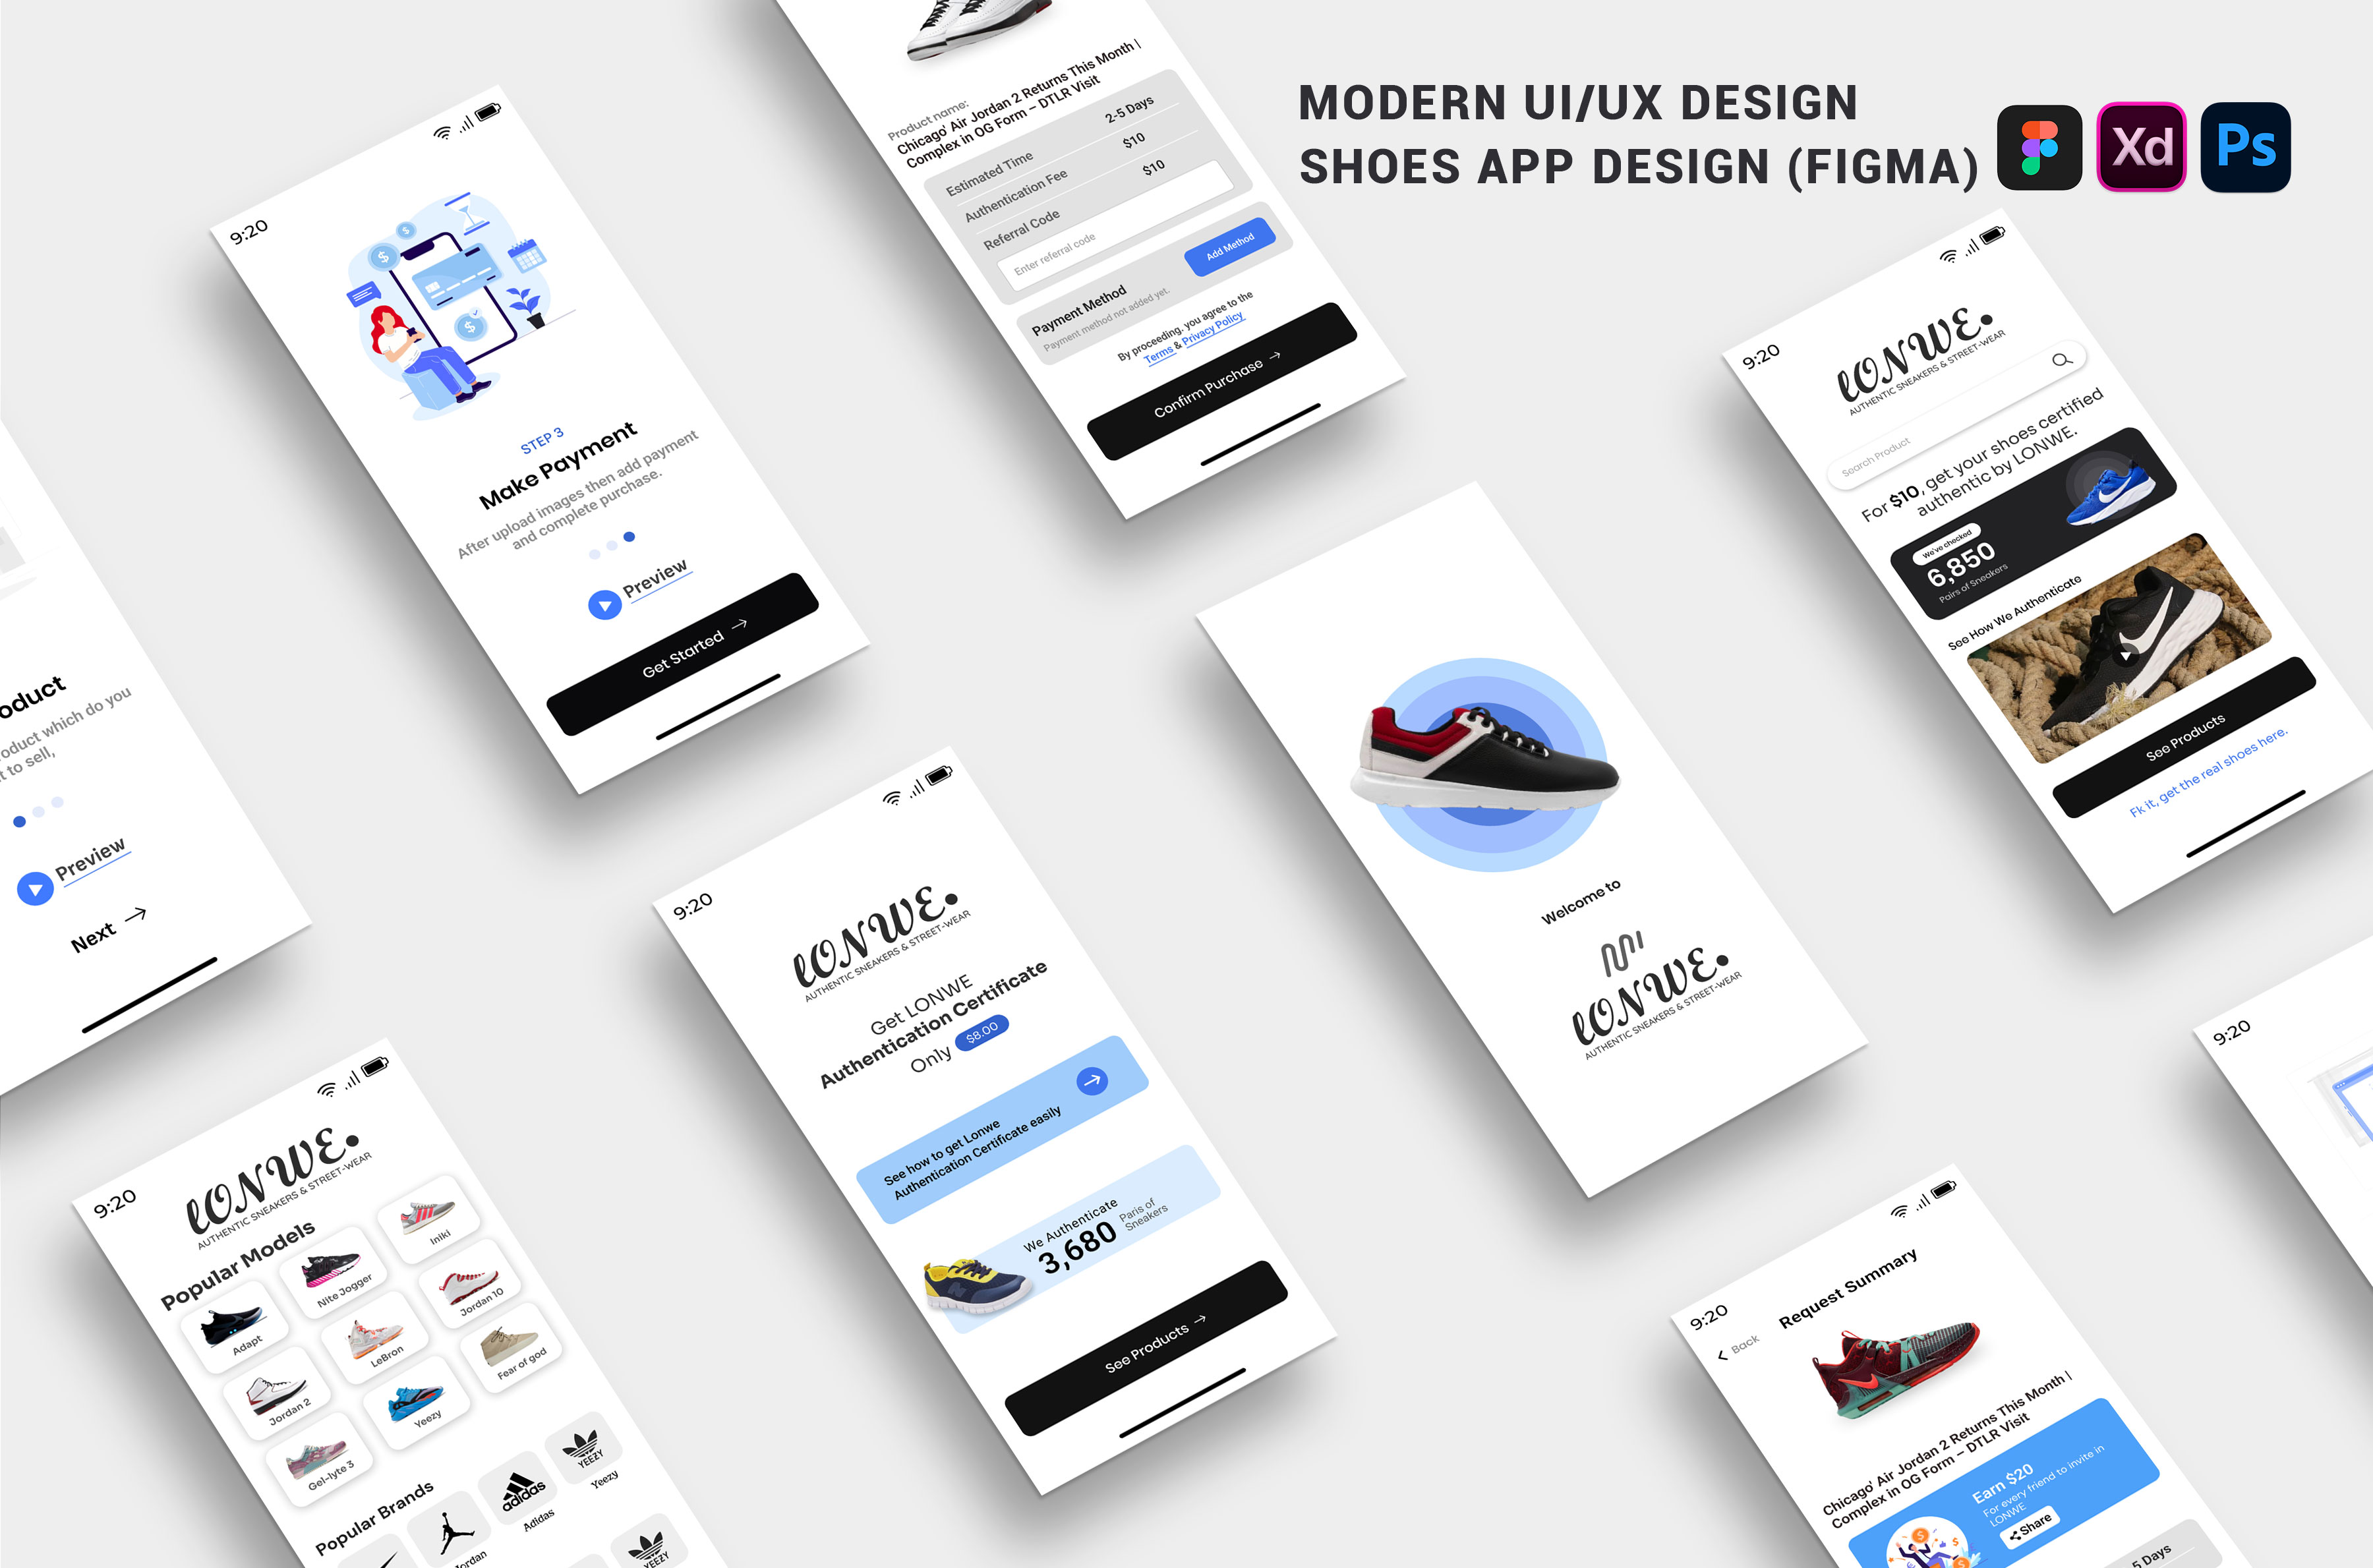 MODERN UI/UX DESIGN
SHOES APP DESIGN (FIGMA)
Xd
Ps
Product name:
Chicago' Air Jordan 2 Returns This Month |
Complex in OG Form – DTLR Visit
Estimated Time 2-5 Days
Authentication Fee $10
Referral Code $10
Enter referral code
Payment Method
Payment method not added yet.
Add Method
By proceeding. you agree to the
Terms & Privacy Policy
Confirm Purchase
9:20
STEP 3
Make Payment
After upload images then add payment
and complete purchase.
Preview
Get Started
9:20
LONWE.
AUTHENTIC SNEAKERS & STREET-WEAR
Search Product
For $10, get your shoes certified
authentic by LONWE.
We've checked
6,850
Pairs of Sneakers
See How We Authenticate
See Products
Fk it, get the real shoes here.
which do you
to sell,
Preview
Next
Welcome to
LONWE.
AUTHENTIC SNEAKERS & STREET-WEAR
9:20
LONWE.
AUTHENTIC SNEAKERS & STREET-WEAR
Get LONWE
Authentication Certificate
Only $8.00
See how to get Lonwe
Authentication Certificate easily
We Authenticate
3,680
Paris of
Sneakers
See Products
9:20
LONWE.
AUTHENTIC SNEAKERS & STREET-WEAR
Popular Models
Adapt
Nite Jogger
Iniki
Jordan 2
LeBron
Jordan 10
Gel-lyte 3
Yeezy
Fear of god
Popular Brands
adidas
Adidas
YEEZY
Yeezy
YEEZY
9:20
9:20
Back
Request Summary
Chicago' Air Jordan 2 Returns This Month |
Complex in OG Form – DTLR Visit
Earn $20
For every friend to invite in
LONWE
Share
5 Days